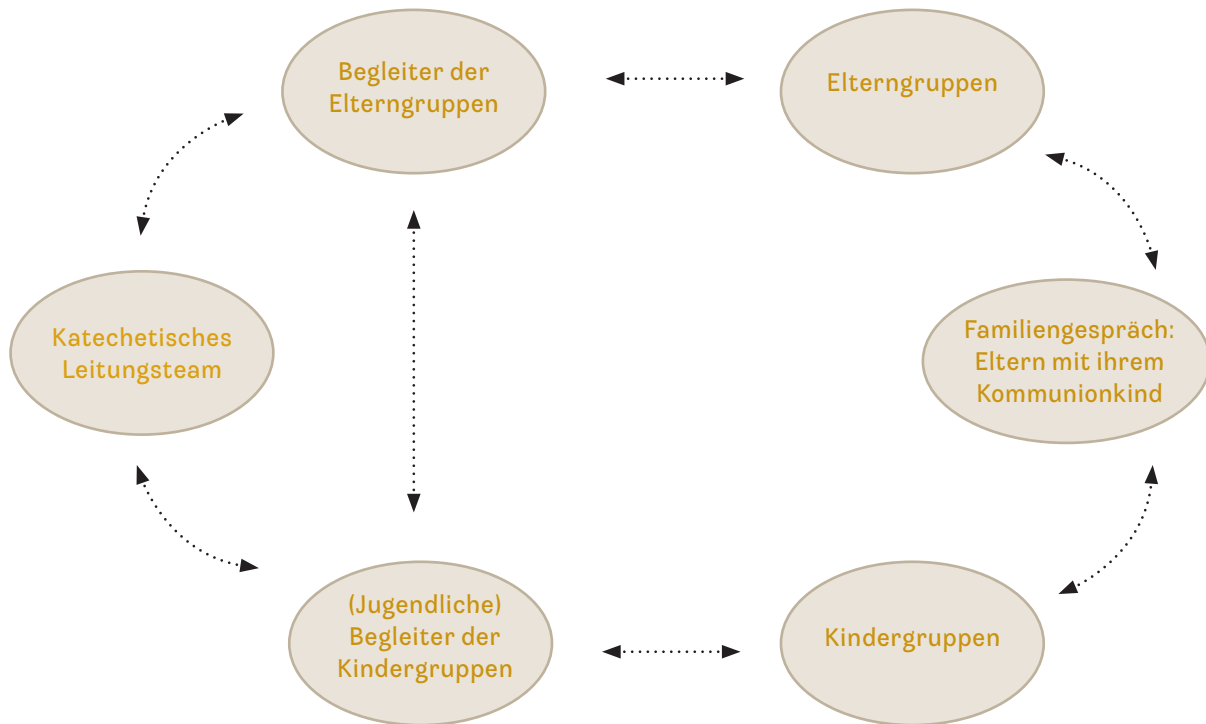 Begleiter der
Elterngruppen
Elterngruppen
Katechetisches
Leitungsteam
Familiengespräch:
Eltern mit ihrem
Kommunionkind
(Jugendliche)
Begleiter der
Kindergruppen
Kindergruppen